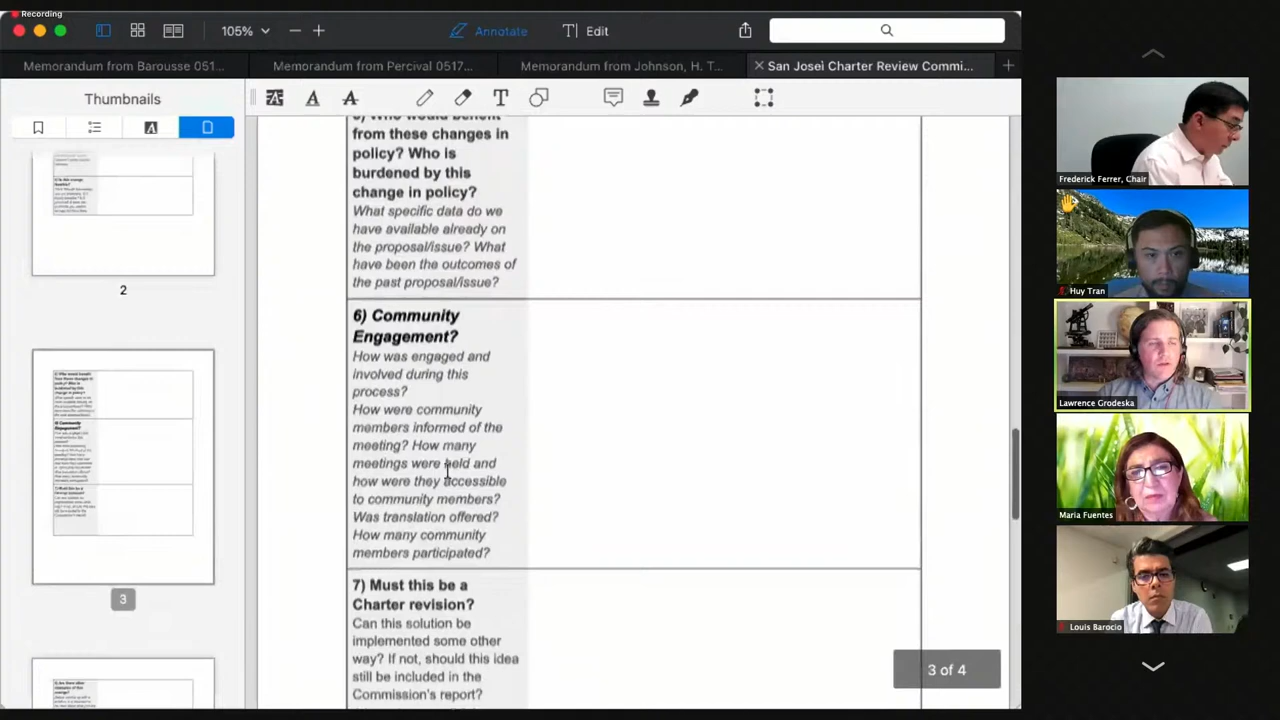 Recording
105%
Annotate
Edit
Memorandum from Barousse 051...
Memorandum from Percival 0517...
Memorandum from Johnson, H. T...
San Joseì Charter Review Commi...
Thumbnails
2
3
from these changes in
policy? Who is
burdened by this
change in policy?
What specific data do we
have available already on
the proposal/issue? What
have been the outcomes of
the past proposal/issue?
6) Community
Engagement?
How was engaged and
involved during this
process?
How were community
members informed of the
meeting? How many
meetings were held and
how were they accessible
to community members?
Was translation offered?
How many community
members participated?
7) Must this be a
Charter revision?
Can this solution be
implemented some other
way? If not, should this idea
still be included in the
Commission's report?
3 of 4
Frederick Ferrer, Chair
Huy Tran
Lawrence Grodeska
Maria Fuentes
Louis Barocio